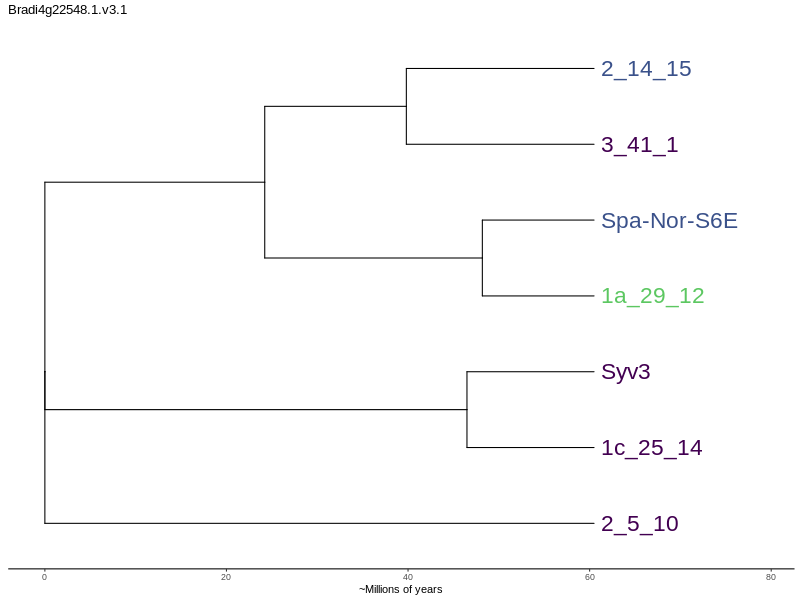 Bradi4g22548.1.v3.1
2_14_15
3_41_1
Spa-Nor-S6E
1a_29_12
Syv3
1c_25_14
2_5_10
0 20 40 60 80
~Millions of years